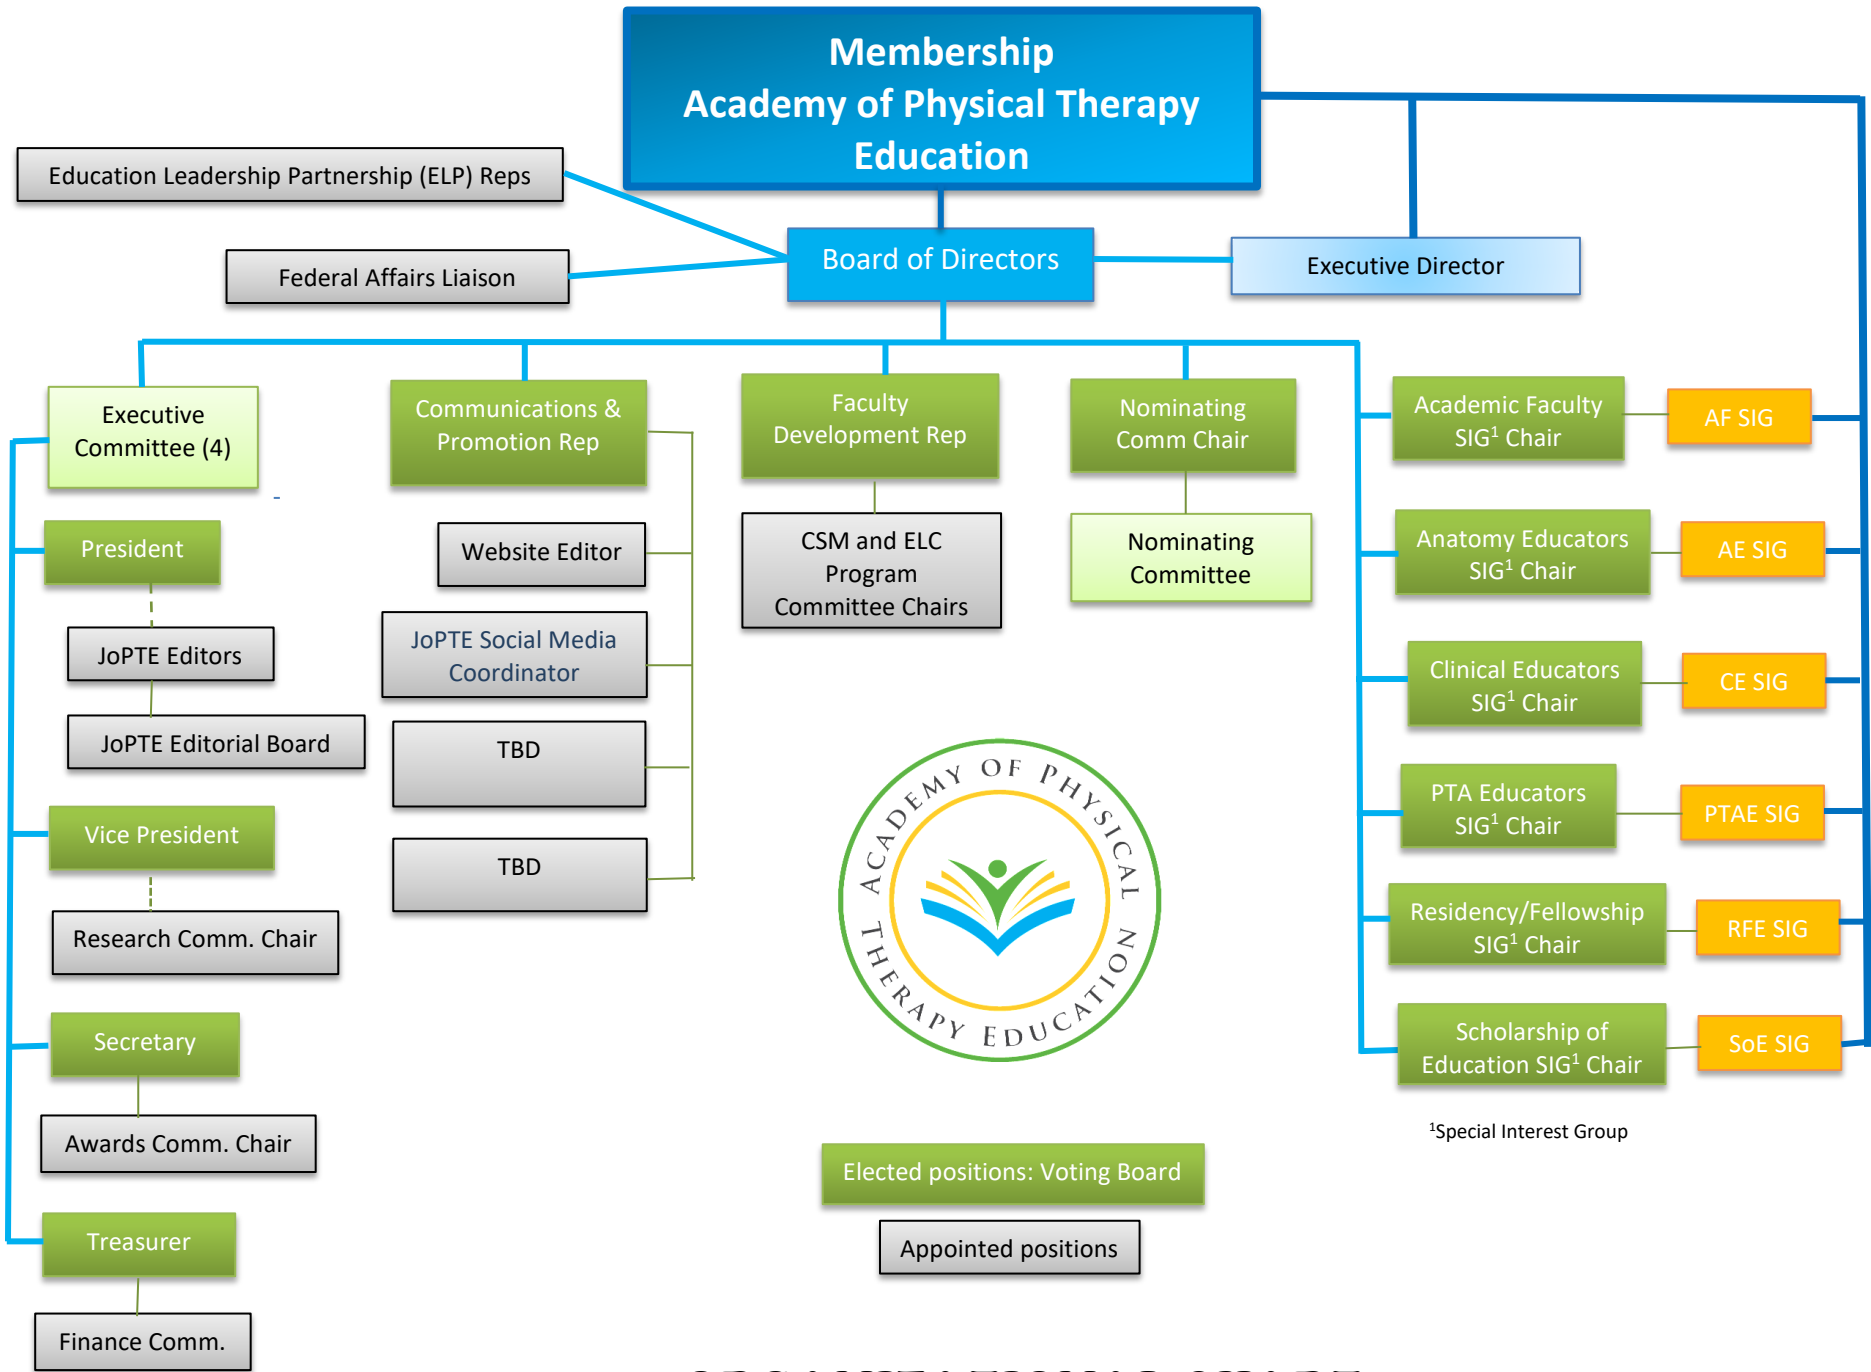 Membership
Academy of Physical Therapy
Education
Education Leadership Partnership (ELP) Reps
Federal Affairs Liaison
Board of Directors
Executive Director
Executive
Committee (4)
President
JoPTE Editors
JoPTE Editorial Board
Vice President
Research Comm. Chair
Secretary
Awards Comm. Chair
Treasurer
Finance Comm.
Communications &
Promotion Rep
Website Editor
JoPTE Social Media
Coordinator
TBD
TBD
Faculty
Development Rep
CSM and ELC
Program
Committee Chairs
Nominating
Comm Chair
Nominating
Committee
Academic Faculty
SIG¹ Chair
AF SIG
Anatomy Educators
SIG¹ Chair
AE SIG
Clinical Educators
SIG¹ Chair
CE SIG
PTA Educators
SIG¹ Chair
PTAE SIG
Residency/Fellowship
SIG¹ Chair
RFE SIG
Scholarship of
Education SIG¹ Chair
SoE SIG
¹Special Interest Group
ACADEMY OF PHYSICAL
THERAPY EDUCATION
Elected positions: Voting Board
Appointed positions